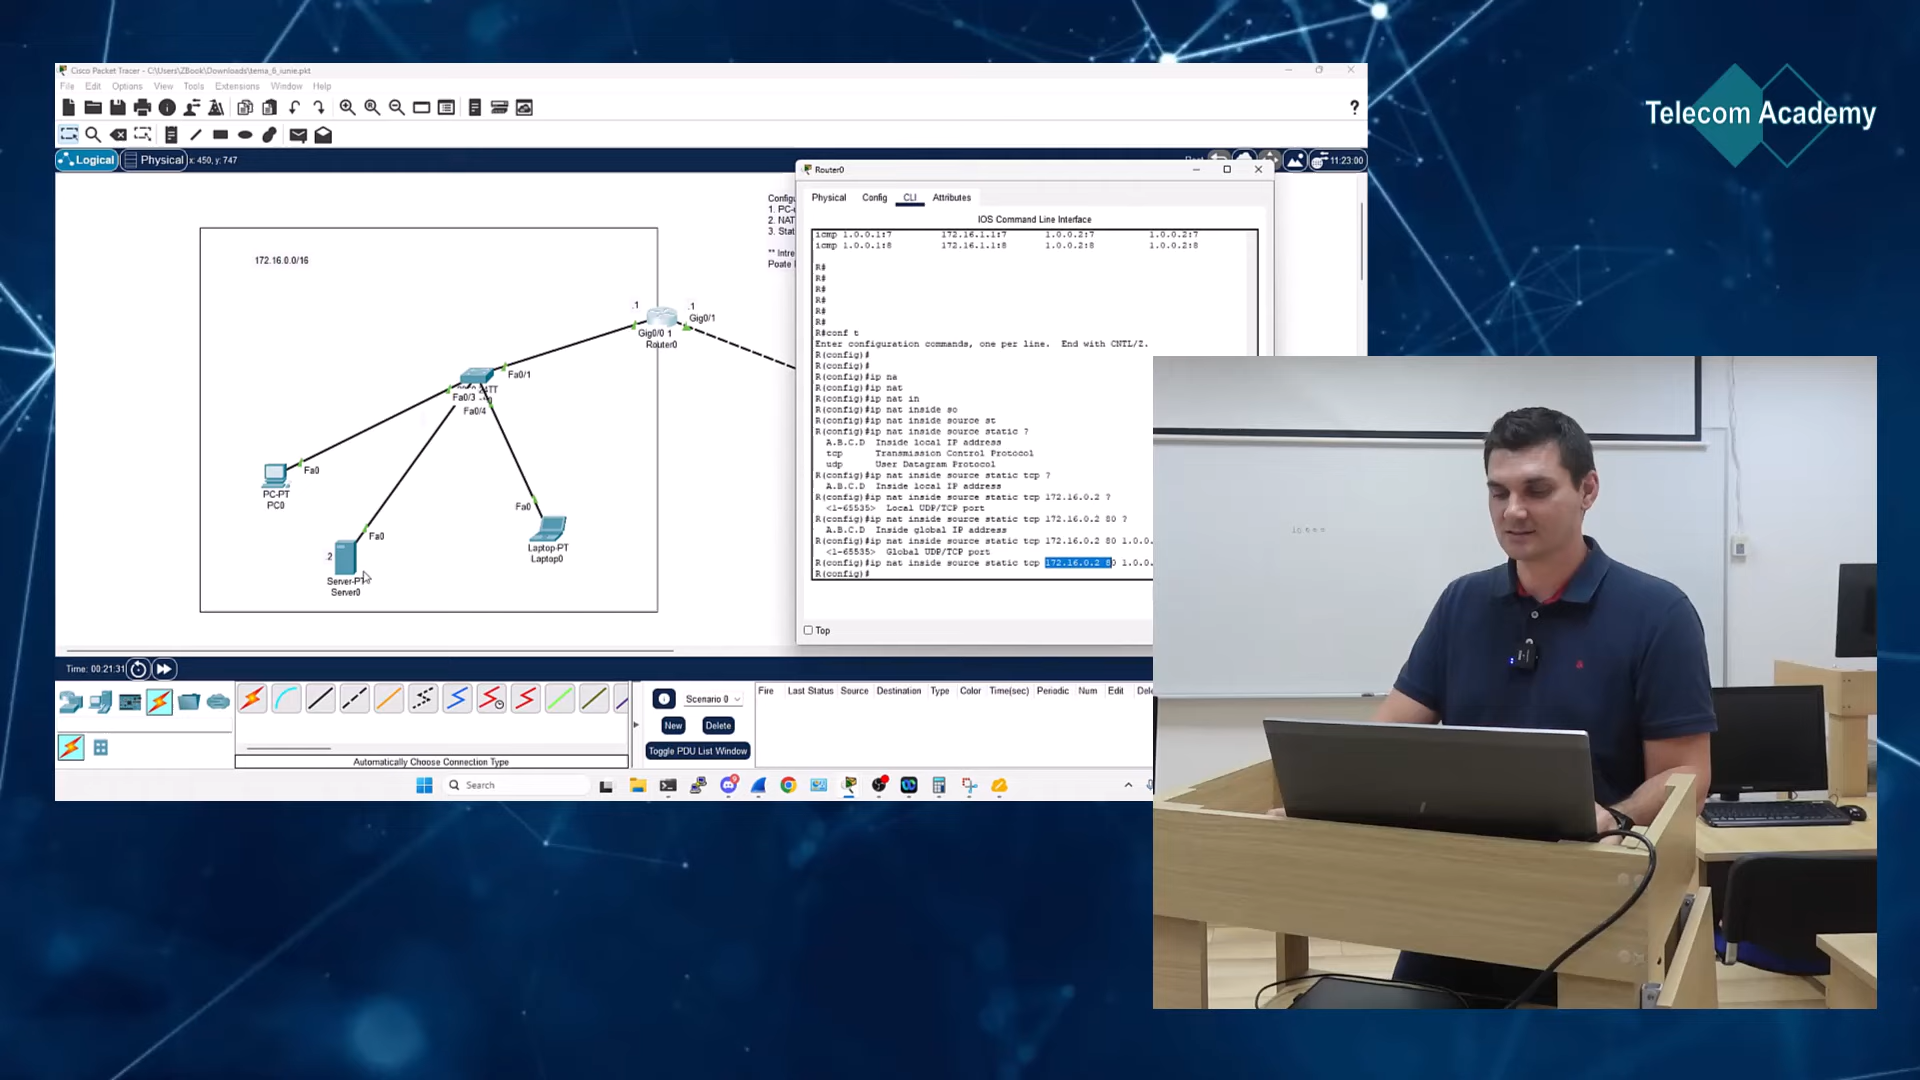 Telecom Academy
Cisco Packet Tracer - C:\Users\ZBook\Downloads\tema_6_iunie.pkt
File Edit Options View Tools Extensions Window Help
Logical
Physical
x: 450, y: 747
11:23:00
172.16.0.0/16
.1
.1
Gig0/1
Gig0/0
Router0
Fa0/1
Fa0/3
Fa0/4
Fa0
PC-PT
PC0
Fa0
.2
Server-PT
Server0
Fa0
Laptop-PT
Laptop0
1. PC-
2. NAT
3. Stat
** Intre
Router0
Physical Config CLI Attributes
IOS Command Line Interface
icmp 1.0.0.1:7 172.16.1.1:7 1.0.0.2:7 1.0.0.2:7
icmp 1.0.0.1:8 172.16.1.1:8 1.0.0.2:8 1.0.0.2:8
R#
R#
R#
R#
R#
R#
R#conf t
Enter configuration commands, one per line. End with CNTL/Z.
R(config)#
R(config)#
R(config)#ip na
R(config)#ip nat
R(config)#ip nat in
R(config)#ip nat inside so
R(config)#ip nat inside source st
R(config)#ip nat inside source static ?
A.B.C.D Inside local IP address
tcp Transmission Control Protocol
udp User Datagram Protocol
R(config)#ip nat inside source static tcp ?
A.B.C.D Inside local IP address
R(config)#ip nat inside source static tcp 172.16.0.2 ?
<1-65535> Local UDP/TCP port
R(config)#ip nat inside source static tcp 172.16.0.2 80 ?
A.B.C.D Inside global IP address
R(config)#ip nat inside source static tcp 172.16.0.2 80 1.0.0.
<1-65535> Global UDP/TCP port
R(config)#ip nat inside source static tcp 172.16.0.2 80 1.0.0.
R(config)#
Top
Time: 00:21:31
Scenario 0
New
Delete
Toggle PDU List Window
Fire Last Status Source Destination Type Color Time(sec) Periodic Num Edit
Automatically Choose Connection Type
Search